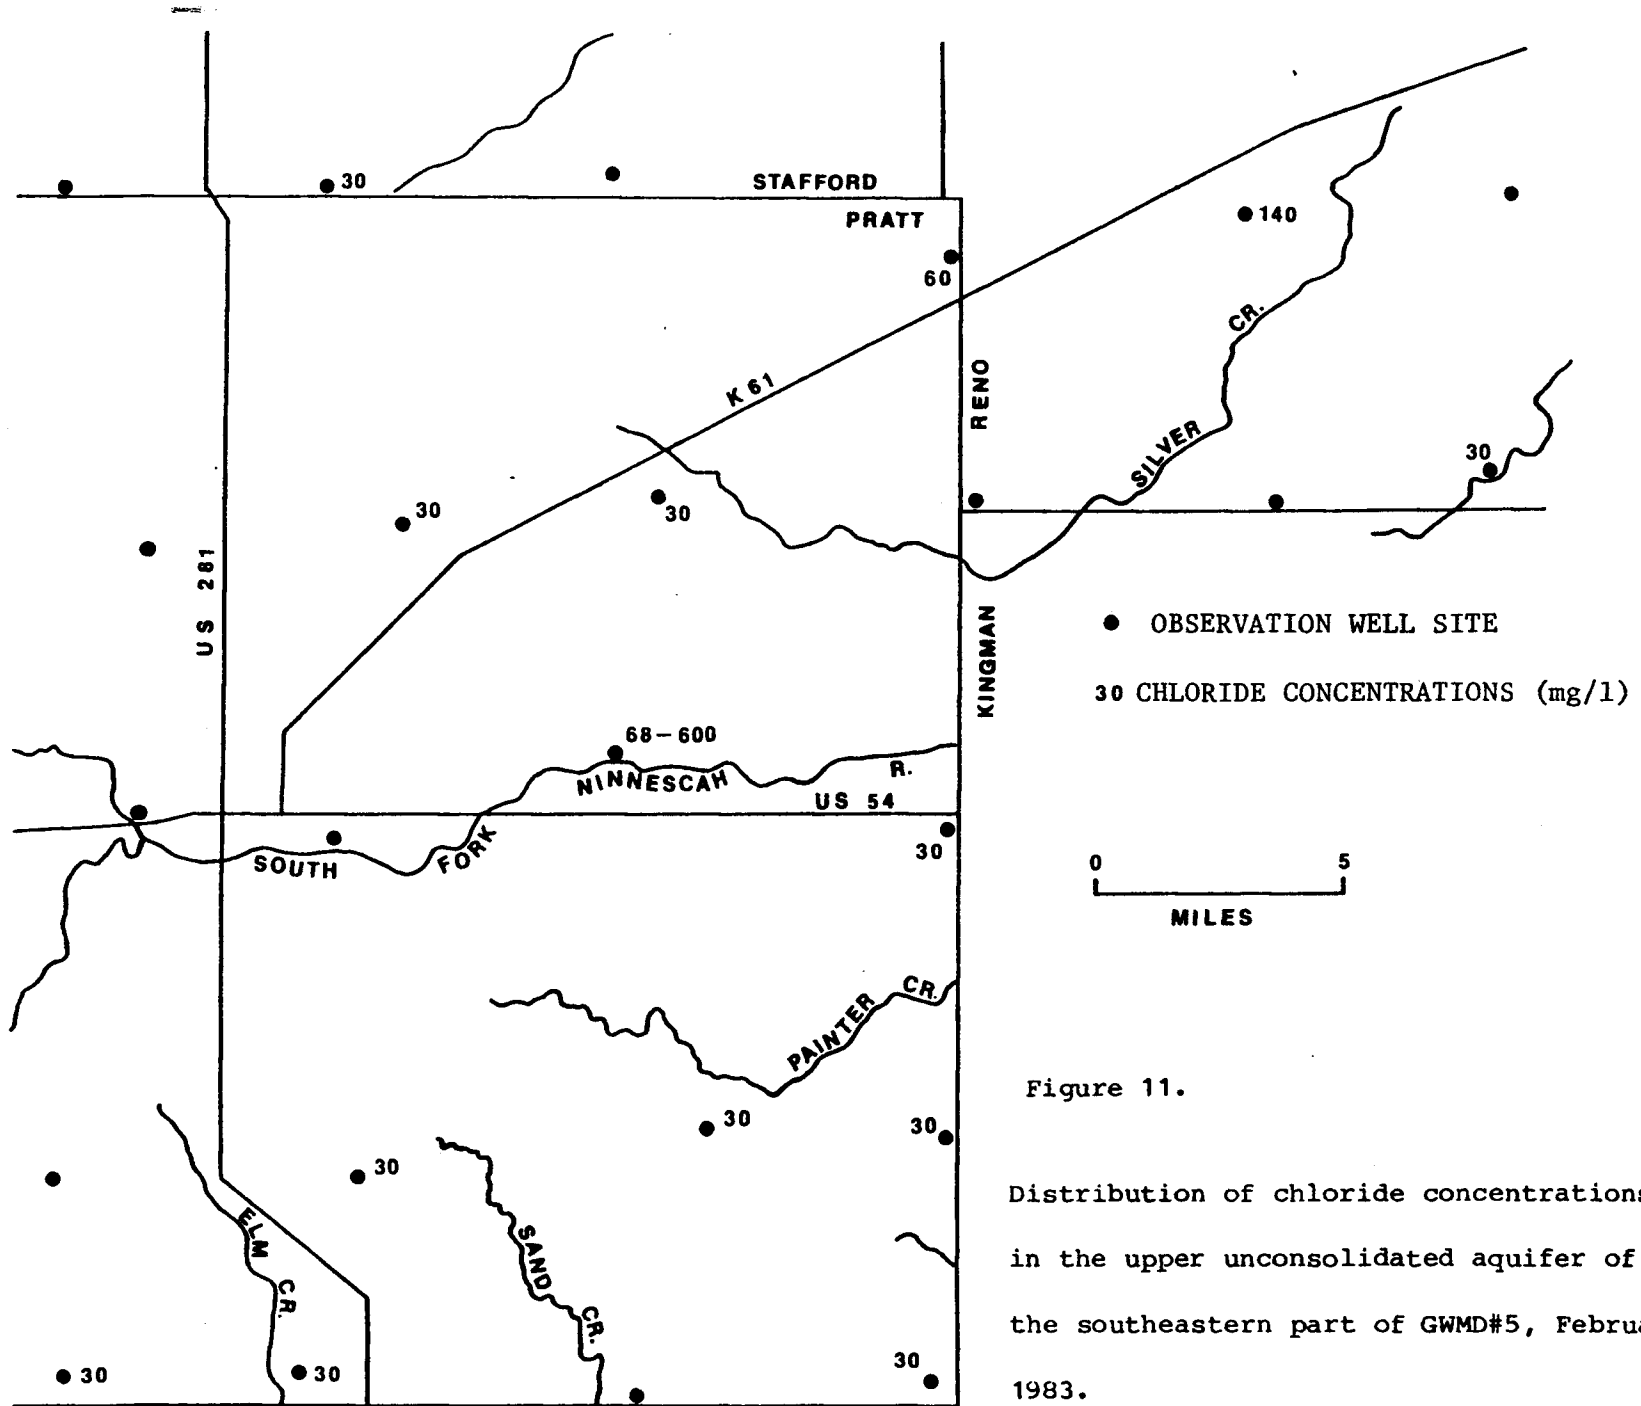 30
STAFFORD
PRATT
140
60
CR.
K 61
RENO
SILVER
30
30
30
US 281
KINGMAN
● OBSERVATION WELL SITE
30 CHLORIDE CONCENTRATIONS (mg/l)
68-600
NINNESCAH
R.
US 54
SOUTH
FORK
30
0 5
MILES
CR.
PAINTER
Figure 11.
30
30
30
Distribution of chloride concentrations
in the upper unconsolidated aquifer of
the southeastern part of GWMD#5, Februa
1983.
ELM
CR.
SAND
CR.
30
30
30